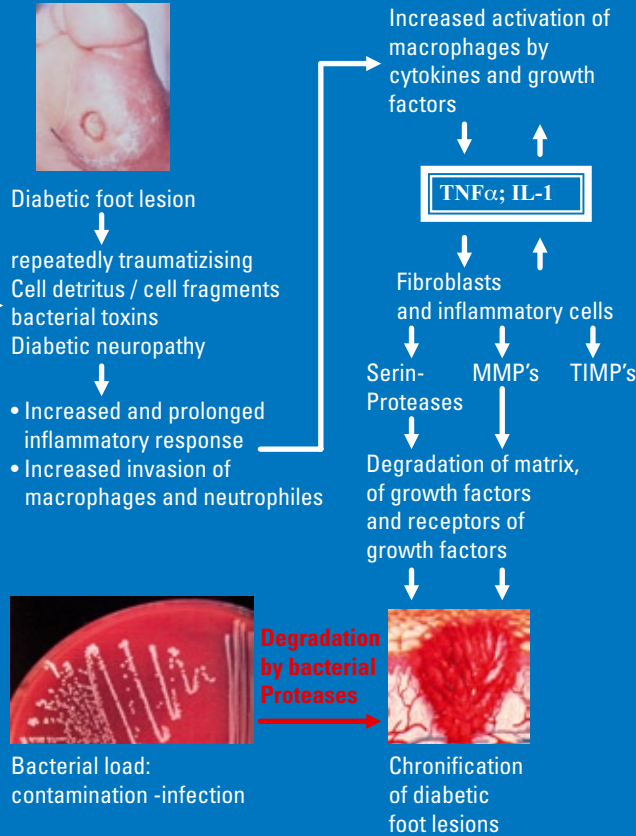 Diabetic foot lesion
repeatedly traumatizising
Cell detritus / cell fragments
bacterial toxins
Diabetic neuropathy
• Increased and prolonged
inflammatory response
• Increased invasion of
macrophages and neutrophiles
Increased activation of
macrophages by
cytokines and growth
factors
TNFα; IL-1
Fibroblasts
and inflammatory cells
Serin-
Proteases
MMP's
TIMP's
Degradation of matrix,
of growth factors
and receptors of
growth factors
Degradation
by bacterial
Proteases
Bacterial load:
contamination -infection
Chronification
of diabetic
foot lesions